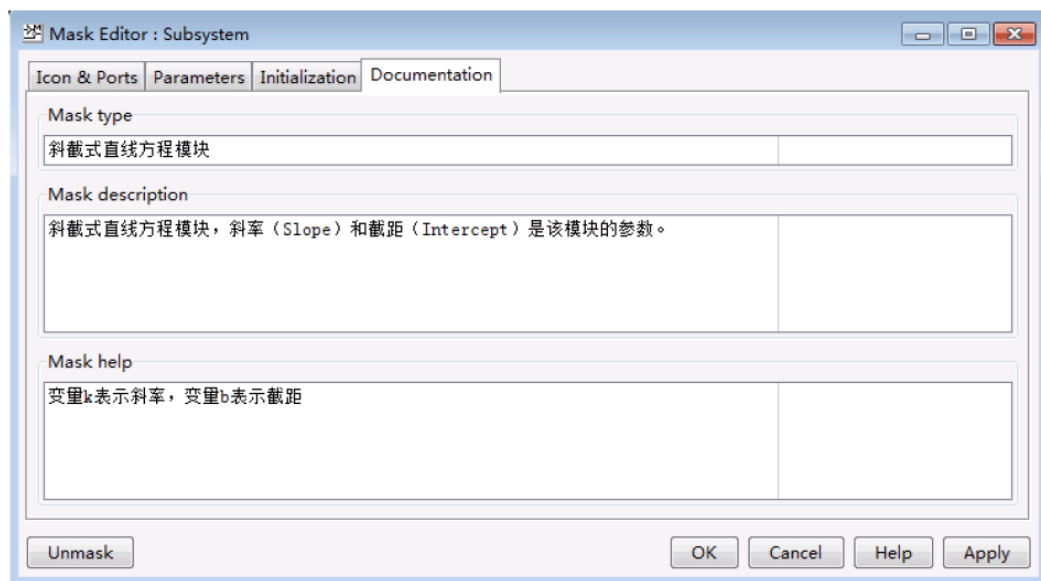 Mask Editor : Subsystem
Icon & Ports Parameters Initialization Documentation
Mask type
斜截式直线方程模块
Mask description
斜截式直线方程模块，斜率（Slope）和截距（Intercept）是该模块的参数。
Mask help
变量k表示斜率，变量b表示截距
Unmask OK Cancel Help Apply